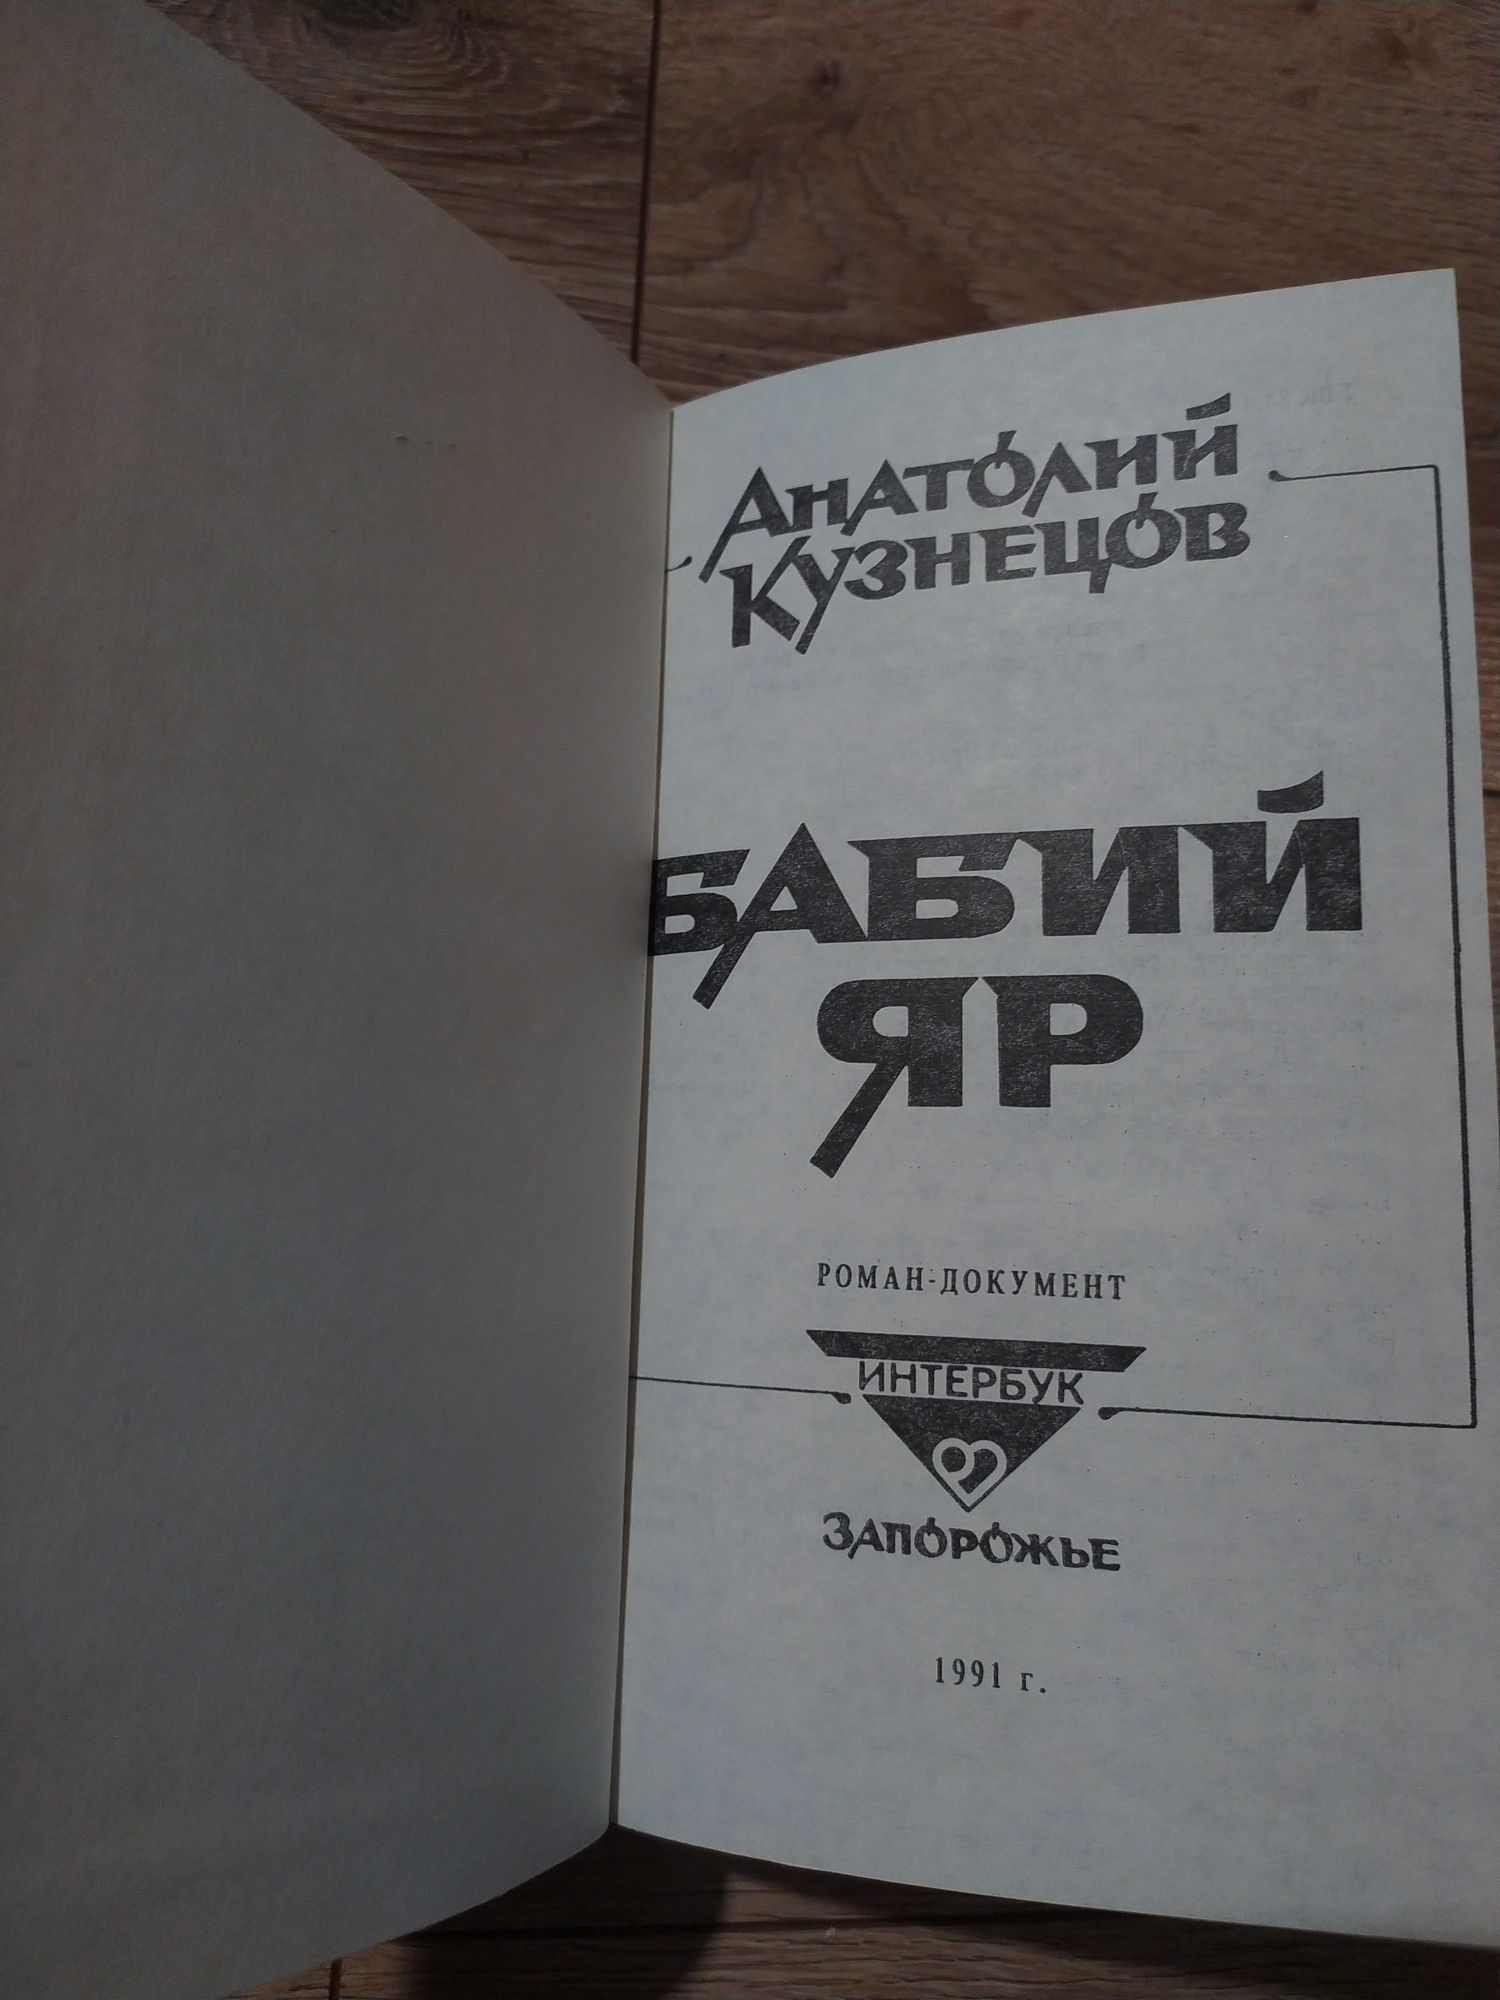 Анатолий
Кузнецов
БАБИЙ
ЯР
РОМАН-ДОКУМЕНТ
ИНТЕРБУК
ЗАПОРОЖЬЕ
1991 г.